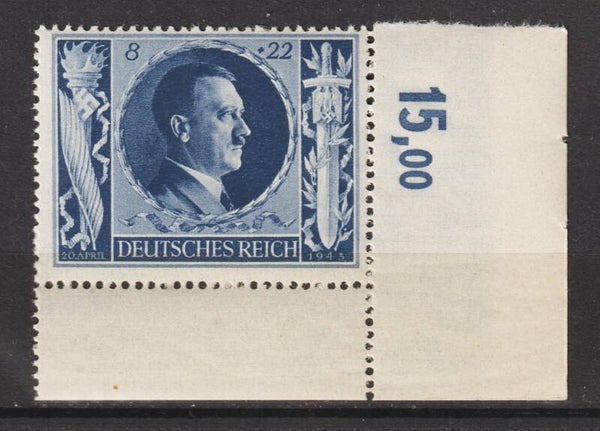 8 +22
15,00
DEUTSCHES REICH
20.APRIL 1943